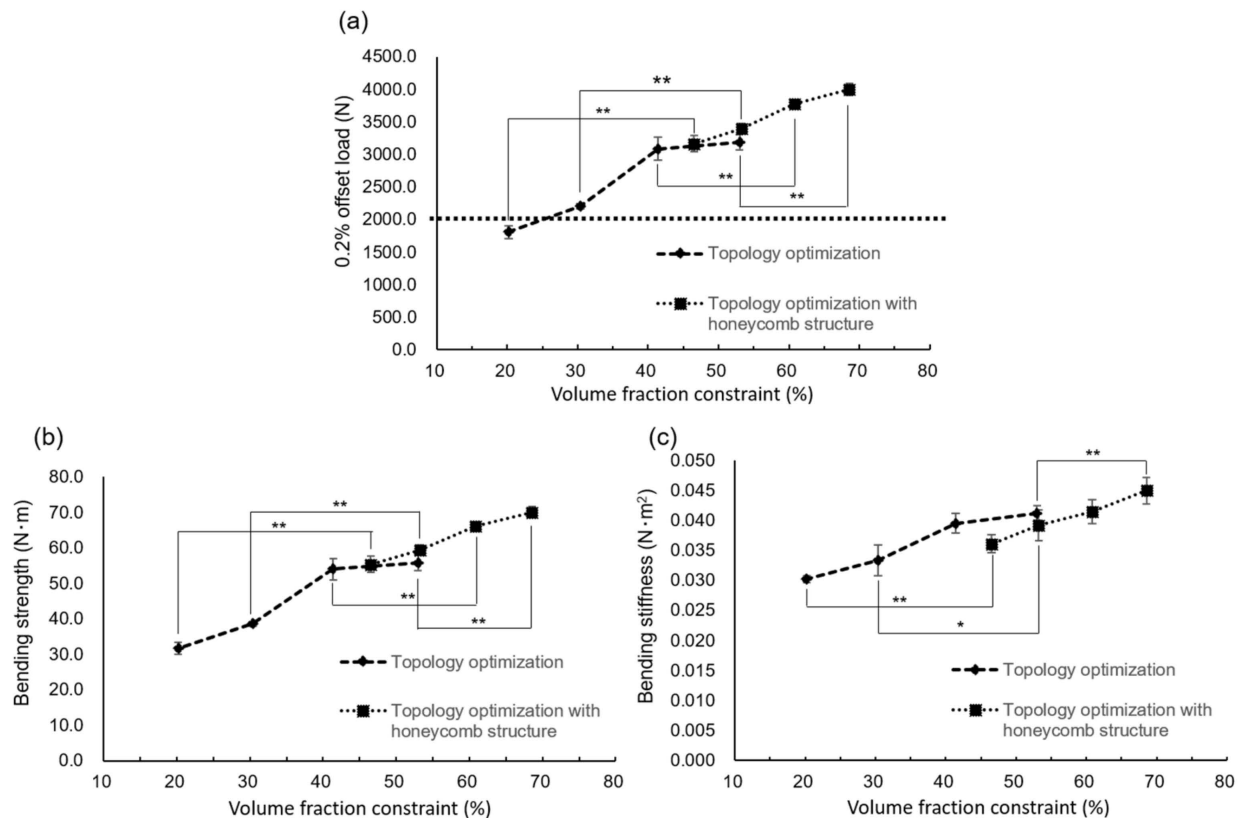 (a)
4500.0
4000.0
3500.0
3000.0
2500.0
2000.0
1500.0
1000.0
500.0
0.0
0.2% offset load (N)
**
**
**
**
Topology optimization
Topology optimization with
honeycomb structure
10 20 30 40 50 60 70 80
Volume fraction constraint (%)
(b)
80.0
70.0
60.0
50.0
40.0
30.0
20.0
10.0
0.0
Bending strength (N·m)
**
**
**
**
Topology optimization
Topology optimization with
honeycomb structure
10 20 30 40 50 60 70 80
Volume fraction constraint (%)
(c)
0.050
0.045
0.040
0.035
0.030
0.025
0.020
0.015
0.010
0.005
0.000
Bending stiffness (N·m²)
**
**
*
Topology optimization
Topology optimization with
honeycomb structure
10 20 30 40 50 60 70 80
Volume fraction constraint (%)